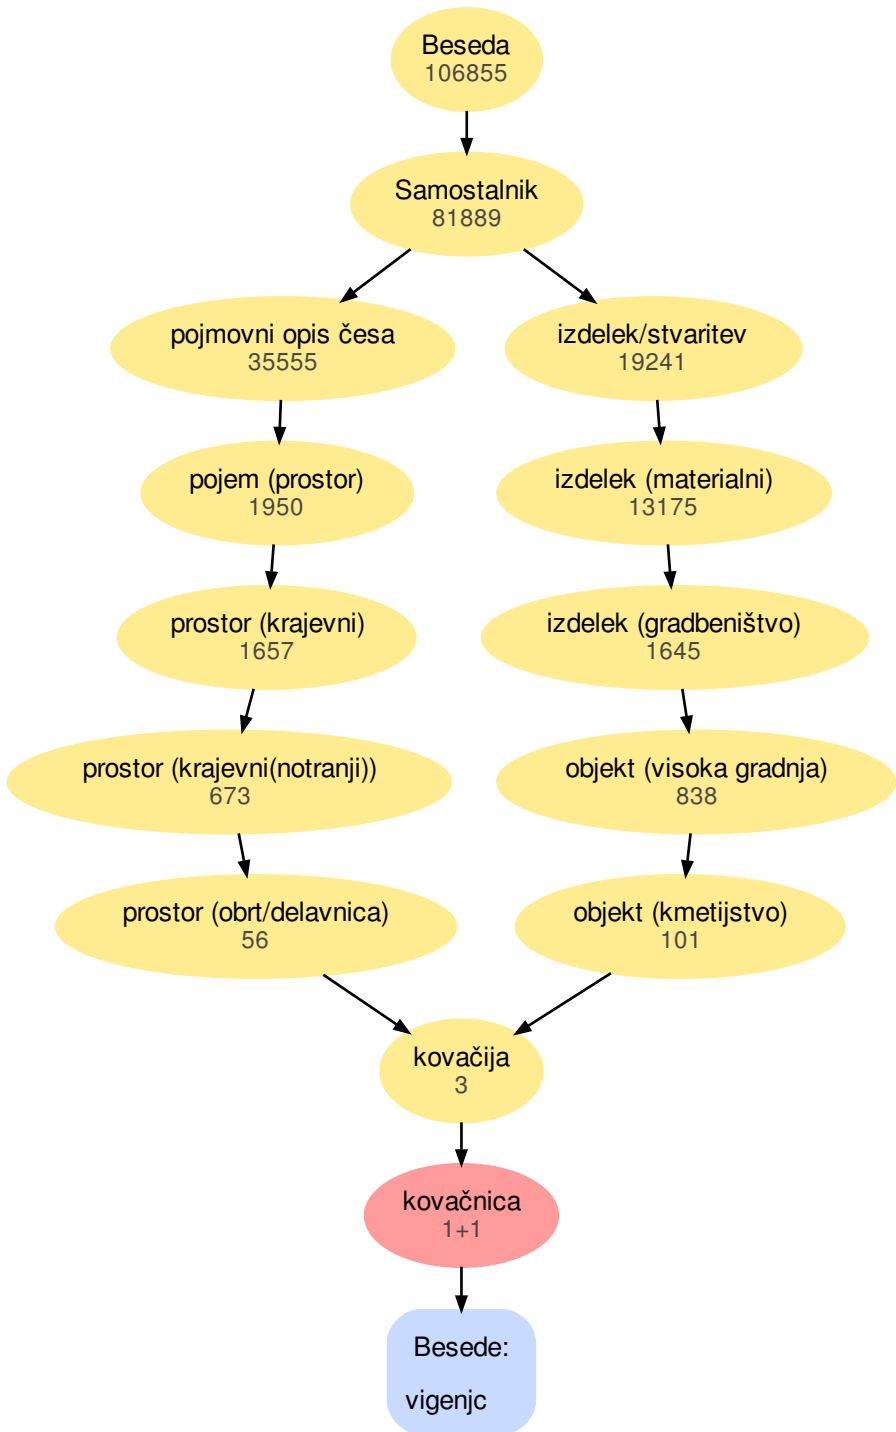 Beseda
106855
Samostalnik
81889
pojmovni opis česa
35555
izdelek/stvaritev
19241
pojem (prostor)
1950
izdelek (materialni)
13175
prostor (krajevni)
1657
izdelek (gradbeništvo)
1645
prostor (krajevni(notranji))
673
objekt (visoka gradnja)
838
prostor (obrt/delavnica)
56
objekt (kmetijstvo)
101
kovačija
3
kovačnica
1+1
Besede:
vigenjc